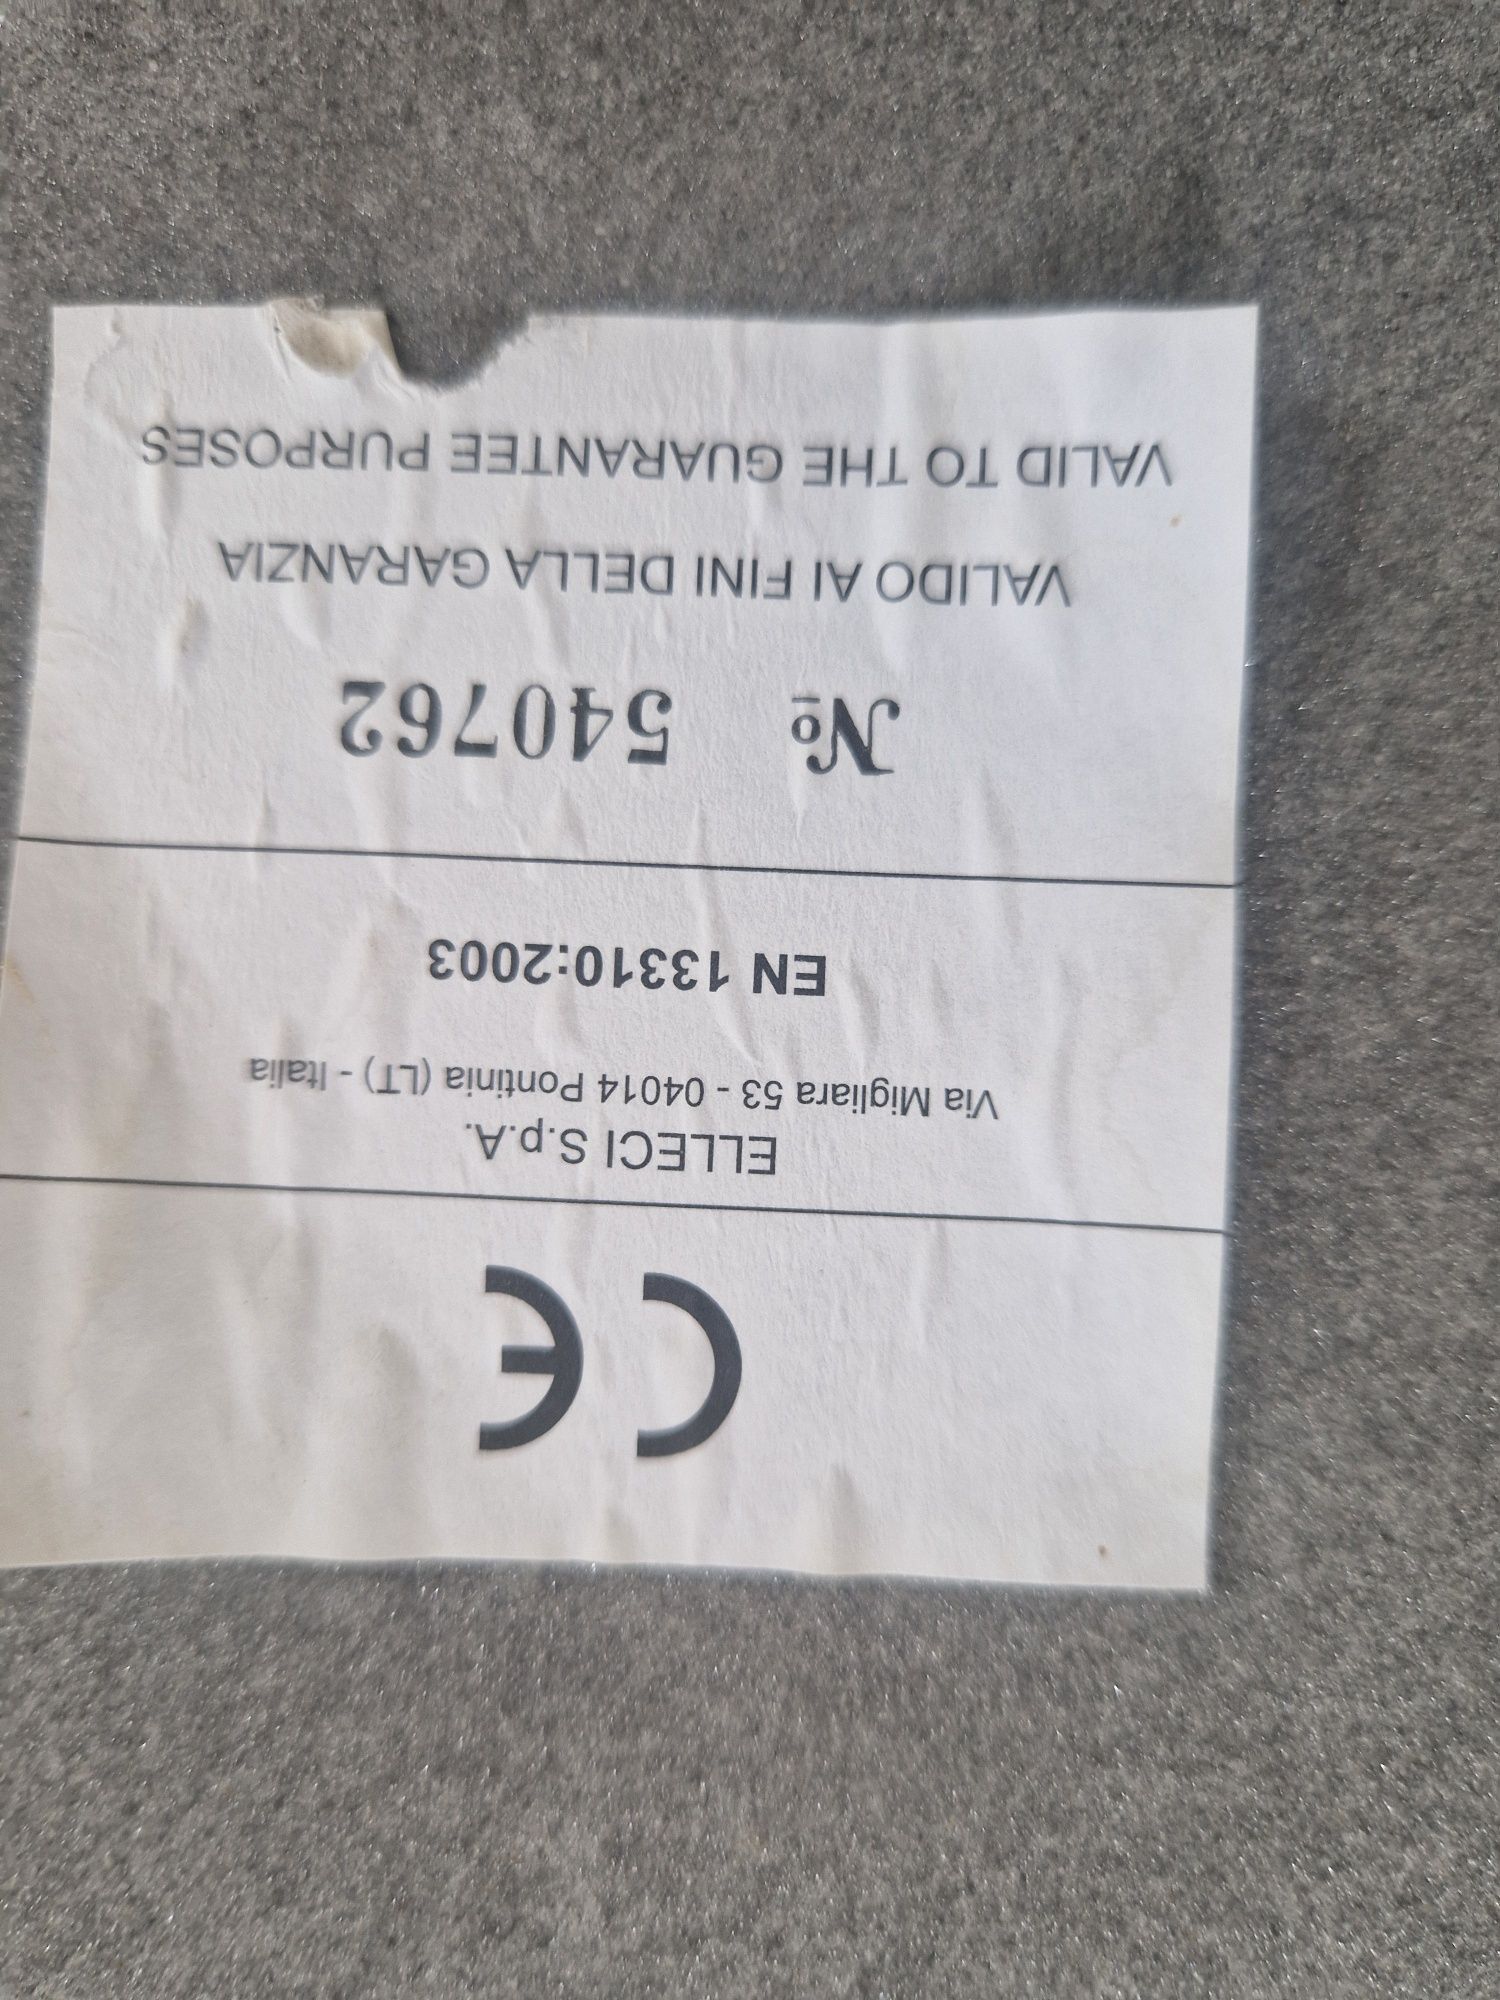 CE
ELLECI S.p.A.
Via Migliara 53 - 04014 Pontinia (LT) - Italia
EN 13310:2003
№ 540762
VALIDO AI FINI DELLA GARANZIA
VALID TO THE GUARANTEE PURPOSES